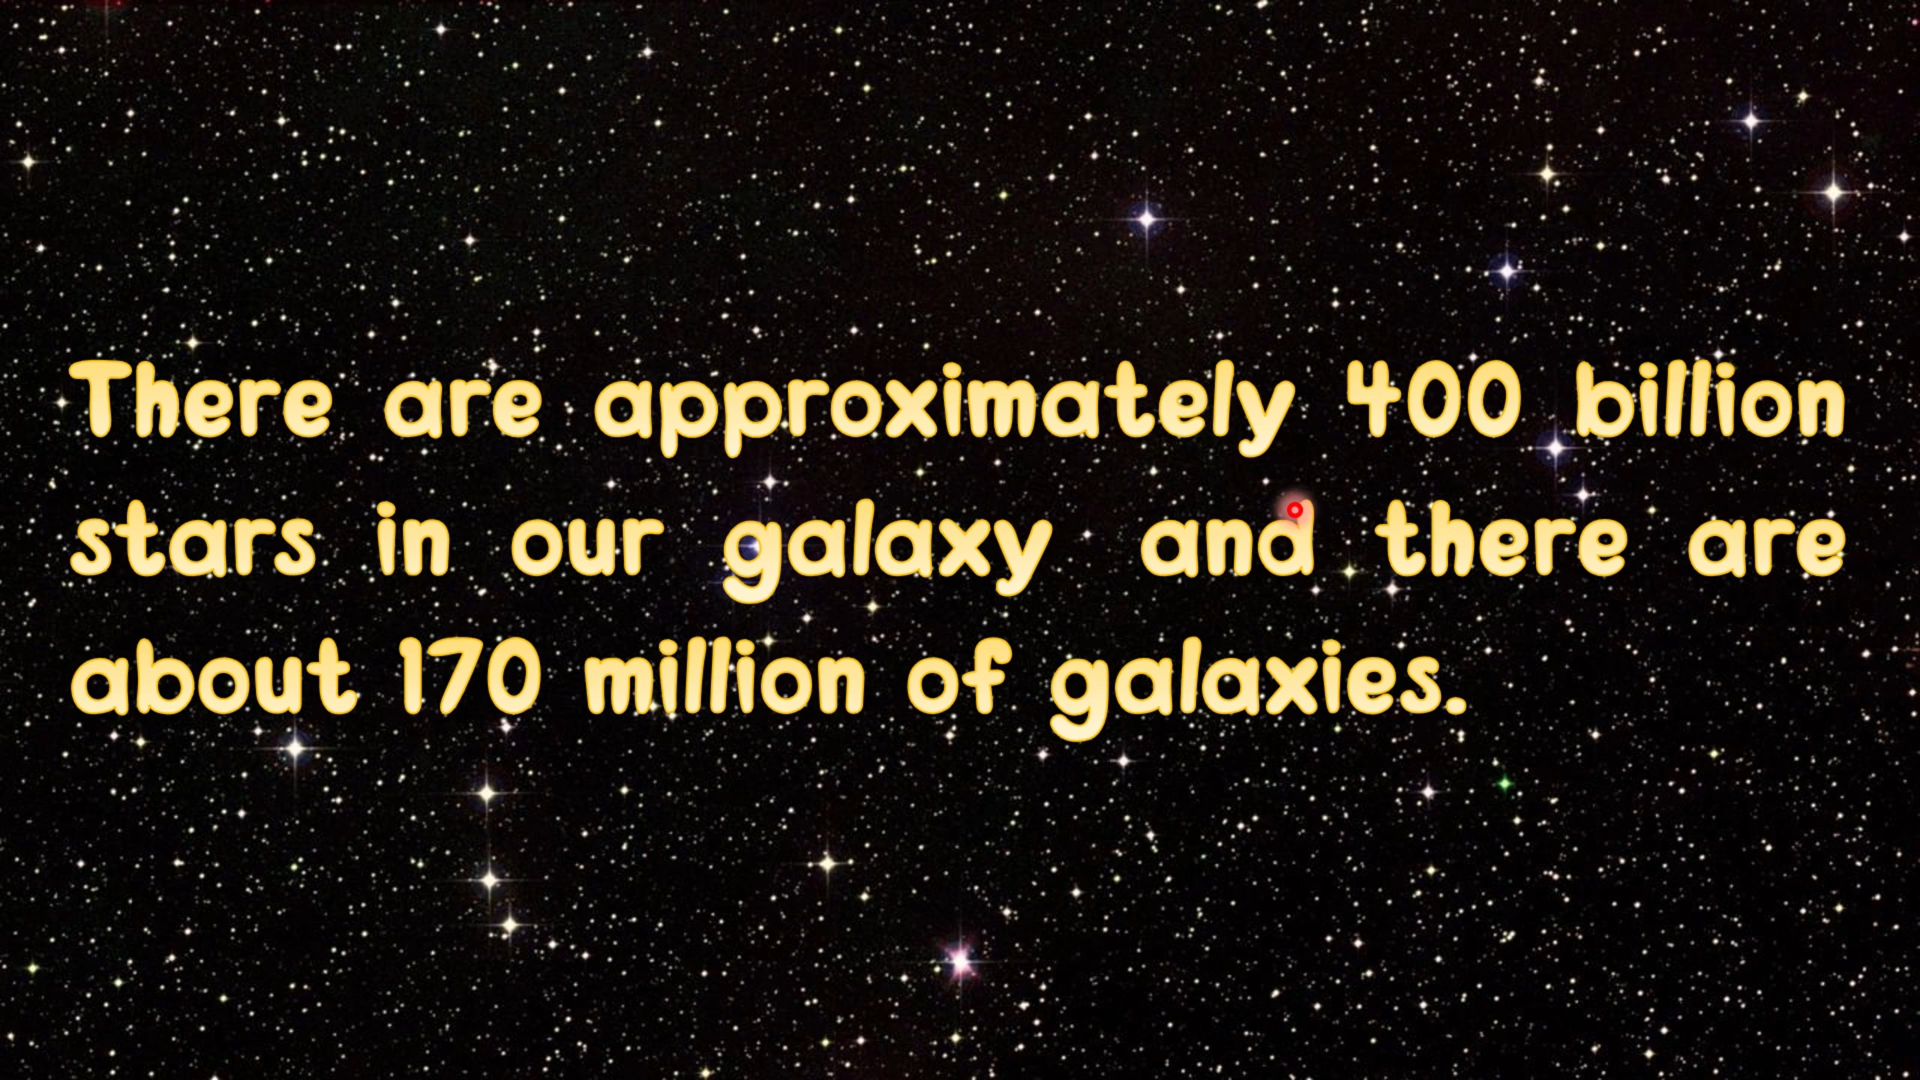 There are approximately 400 billion
stars in our galaxy and there are
about 170 million of galaxies.